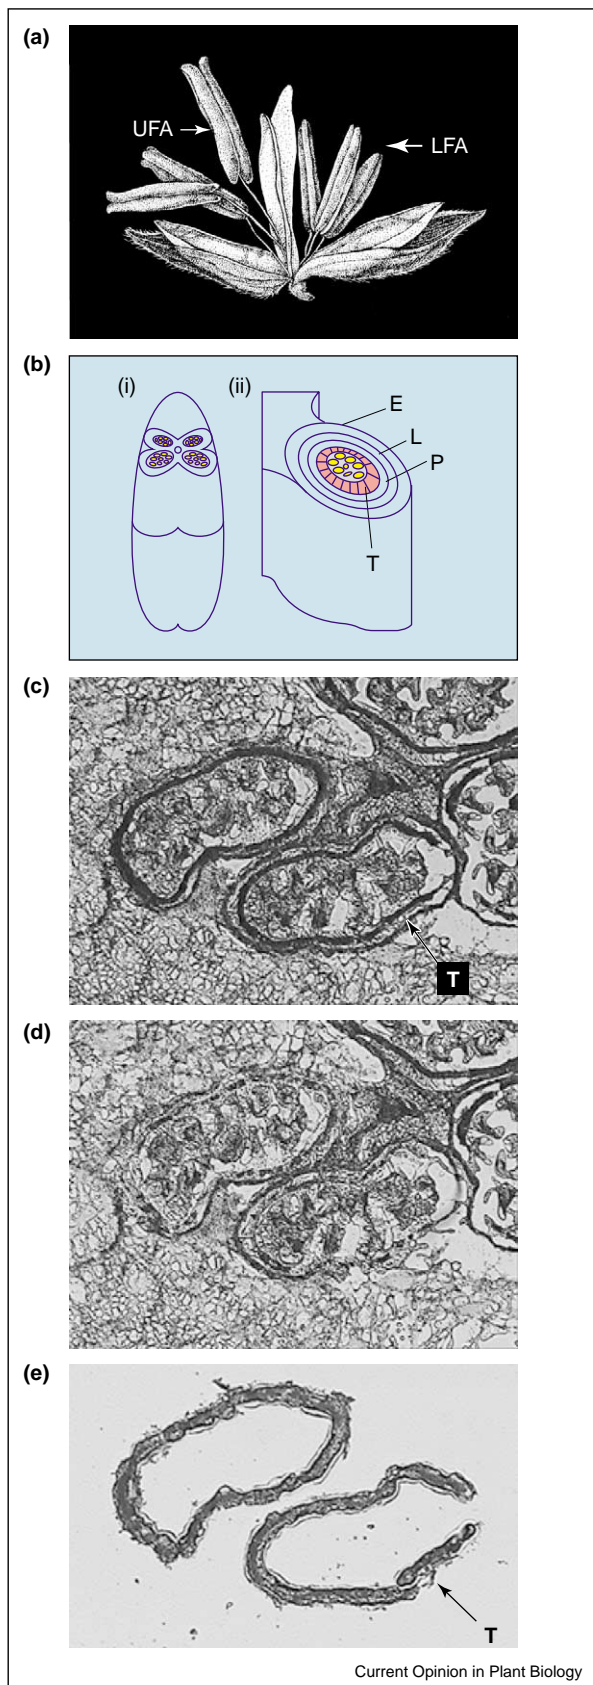 (a)
UFA
LFA
(b)
(i)
(ii)
E
L
P
T
(c)
T
(d)
(e)
T
Current Opinion in Plant Biology